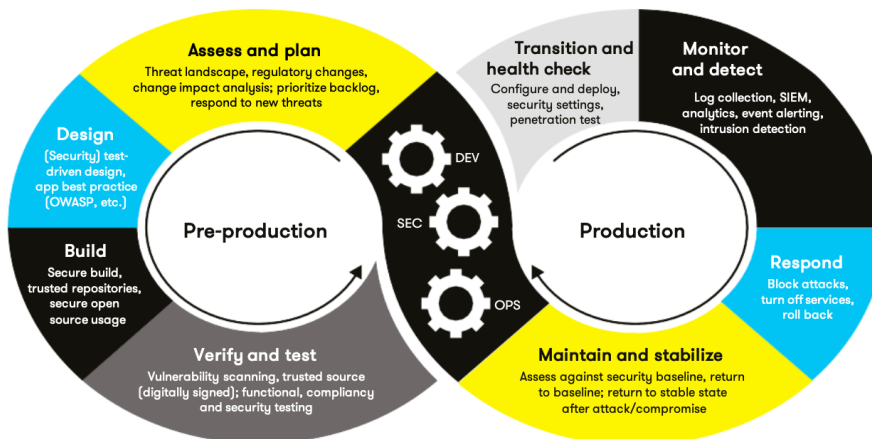 Assess and plan
Threat landscape, regulatory changes,
change impact analysis; prioritize backlog,
respond to new threats
Design
(Security) test-
driven design,
app best practice
(OWASP, etc.)
Build
Secure build,
trusted repositories,
secure open
source usage
Verify and test
Vulnerability scanning, trusted source
(digitally signed); functional, compliancy
and security testing
Pre-production
DEV
SEC
OPS
Transition and
health check
Configure and deploy,
security settings,
penetration test
Monitor
and detect
Log collection, SIEM,
analytics, event alerting,
intrusion detection
Respond
Block attacks,
turn off services,
roll back
Maintain and stabilize
Assess against security baseline, return
to baseline; return to stable state
after attack/compromise
Production